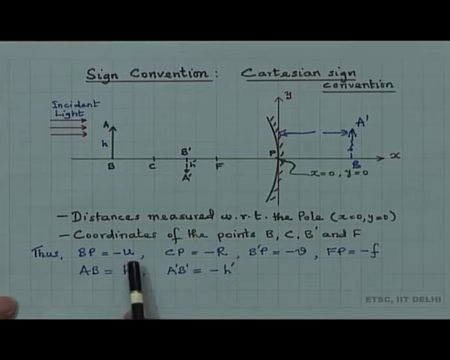 Sign Convention : Cartesian sign convention
Incident Light
y
A
h
B
C
B'
h'
A'
F
P
A'
B
x
x=0, y=0
– Distances measured w.r.t. the Pole (x=0, y=0)
– Coordinates of the points B, C, B' and F
Thus, BP = -u, CP = -R, B'P = -v, FP = -f
AB = h, A'B' = -h'
ETSC, IIT DELHI